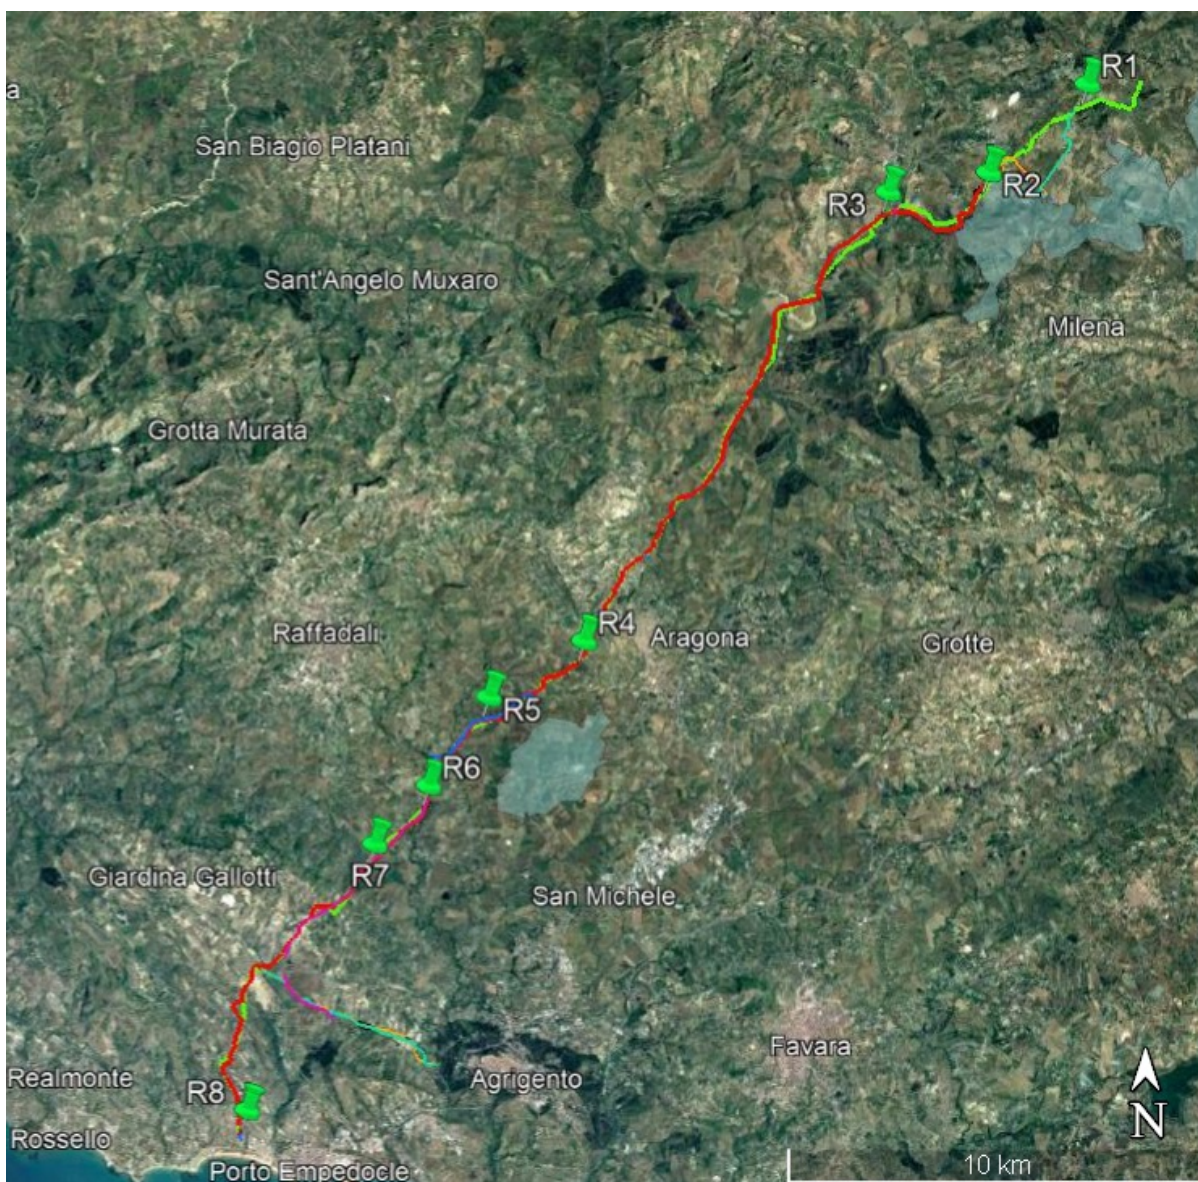 R1
a
San Biagio Platani
R2
R3
Sant'Angelo Muxaro
Milena
Grotta Murata
R4
Raffadali
Aragona
Grotte
R5
R6
R7
Giardina Gallotti
San Michele
Favara
Realmonte
R8
Agrigento
N
Rossello
Porto Empedocle
10 km